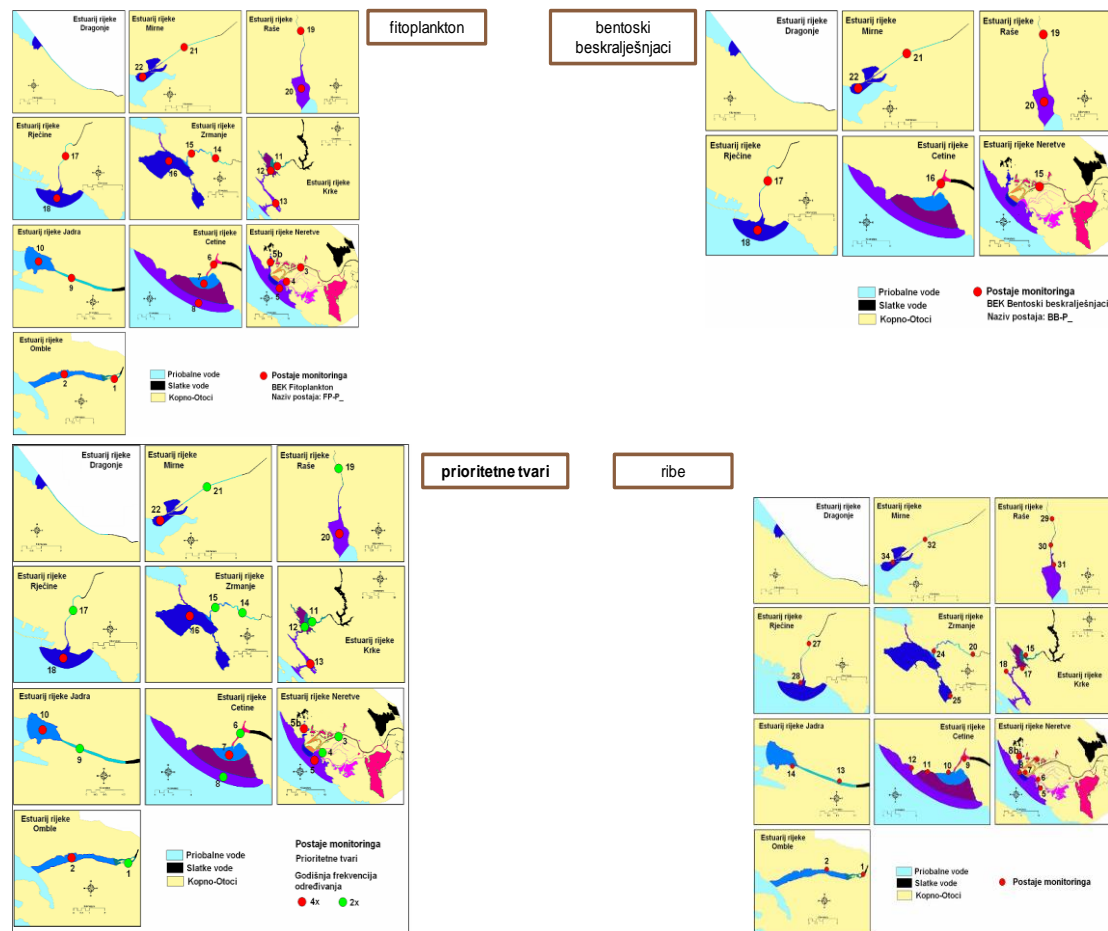 fitoplankton
Estuarij rijeke
Dragonje
Estuarij rijeke
Mirne
21
22
Estuarij rijeke
Raše
19
20
Estuarij rijeke
Rječine
17
18
Estuarij rijeke
Zrmanje
15
14
16
11
12
13
Estuarij rijeke
Krke
Estuarij rijeke Jadra
10
9
Estuarij rijeke
Cetine
6
7
8
Estuarij rijeke Neretve
5b
3
4
5
Estuarij rijeke
Omble
2
1
Priobalne vode
Slatke vode
Kopno-Otoci
Postaje monitoringa
BEK Fitoplankton
Naziv postaja: FP-P_
bentoski
beskralješnjaci
Estuarij rijeke
Dragonje
Estuarij rijeke
Mirne
21
22
Estuarij rijeke
Raše
19
20
Estuarij rijeke
Rječine
17
18
Estuarij rijeke
Cetine
16
Estuarij rijeke Neretve
15
Priobalne vode
Slatke vode
Kopno-Otoci
Postaje monitoringa
BEK Bentoski beskralješnjaci
Naziv postaja: BB-P_
prioritetne tvari
Estuarij rijeke
Dragonje
Estuarij rijeke
Mirne
21
22
Estuarij rijeke
Raše
19
20
Estuarij rijeke
Rječine
17
18
Estuarij rijeke
Zrmanje
15
14
16
11
12
13
Estuarij rijeke
Krke
Estuarij rijeke Jadra
10
9
Estuarij rijeke
Cetine
6
7
8
Estuarij rijeke Neretve
5b
3
4
5
Estuarij rijeke
Omble
2
1
Priobalne vode
Slatke vode
Kopno-Otoci
Postaje monitoringa
Prioritetne tvari
Godišnja frekvencija
određivanja
4x 2x
ribe
Estuarij rijeke
Dragonje
Estuarij rijeke
Mirne
32
34
Estuarij rijeke
Raše
29
30
31
Estuarij rijeke
Rječine
27
28
Estuarij rijeke
Zrmanje
24
20
25
15
18
17
Estuarij rijeke
Krke
Estuarij rijeke Jadra
14
13
Estuarij rijeke
Cetine
12
11
10
9
Estuarij rijeke Neretve
8b
6
5
Estuarij rijeke
Omble
2
1
Priobalne vode
Slatke vode
Kopno-Otoci
Postaje monitoringa